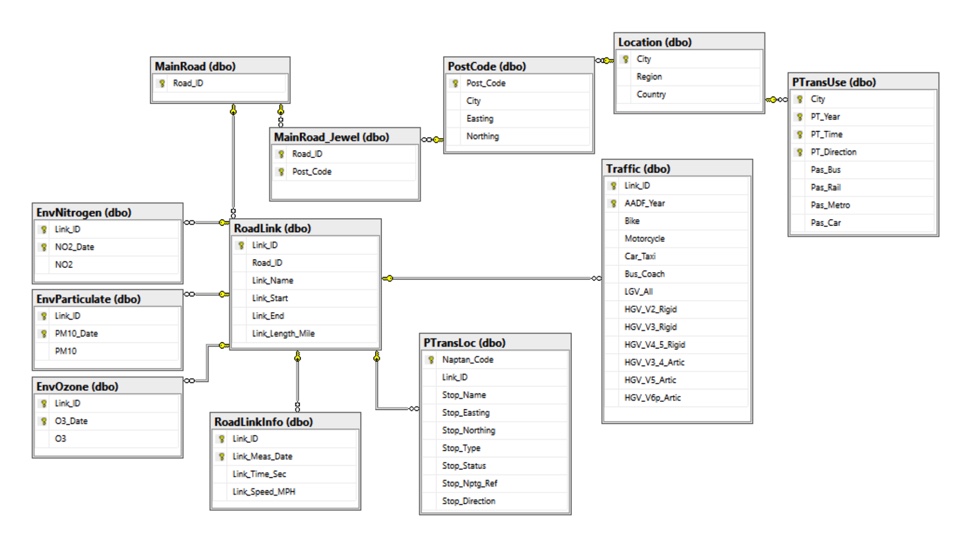 MainRoad (dbo)
Road_ID
MainRoad_Jewel (dbo)
Road_ID
Post_Code
PostCode (dbo)
Post_Code
City
Easting
Northing
Location (dbo)
City
Region
Country
PTransUse (dbo)
City
PT_Year
PT_Time
PT_Direction
Pas_Bus
Pas_Rail
Pas_Metro
Pas_Car
EnvNitrogen (dbo)
Link_ID
NO2_Date
NO2
EnvParticulate (dbo)
Link_ID
PM10_Date
PM10
EnvOzone (dbo)
Link_ID
O3_Date
O3
RoadLink (dbo)
Link_ID
Road_ID
Link_Name
Link_Start
Link_End
Link_Length_Mile
RoadLinkInfo (dbo)
Link_ID
Link_Meas_Date
Link_Time_Sec
Link_Speed_MPH
PTransLoc (dbo)
Naptan_Code
Link_ID
Stop_Name
Stop_Easting
Stop_Northing
Stop_Type
Stop_Status
Stop_Nptg_Ref
Stop_Direction
Traffic (dbo)
Link_ID
AADF_Year
Bike
Motorcycle
Car_Taxi
Bus_Coach
LGV_All
HGV_V2_Rigid
HGV_V3_Rigid
HGV_V4_5_Rigid
HGV_V3_4_Artic
HGV_V5_Artic
HGV_V6p_Artic